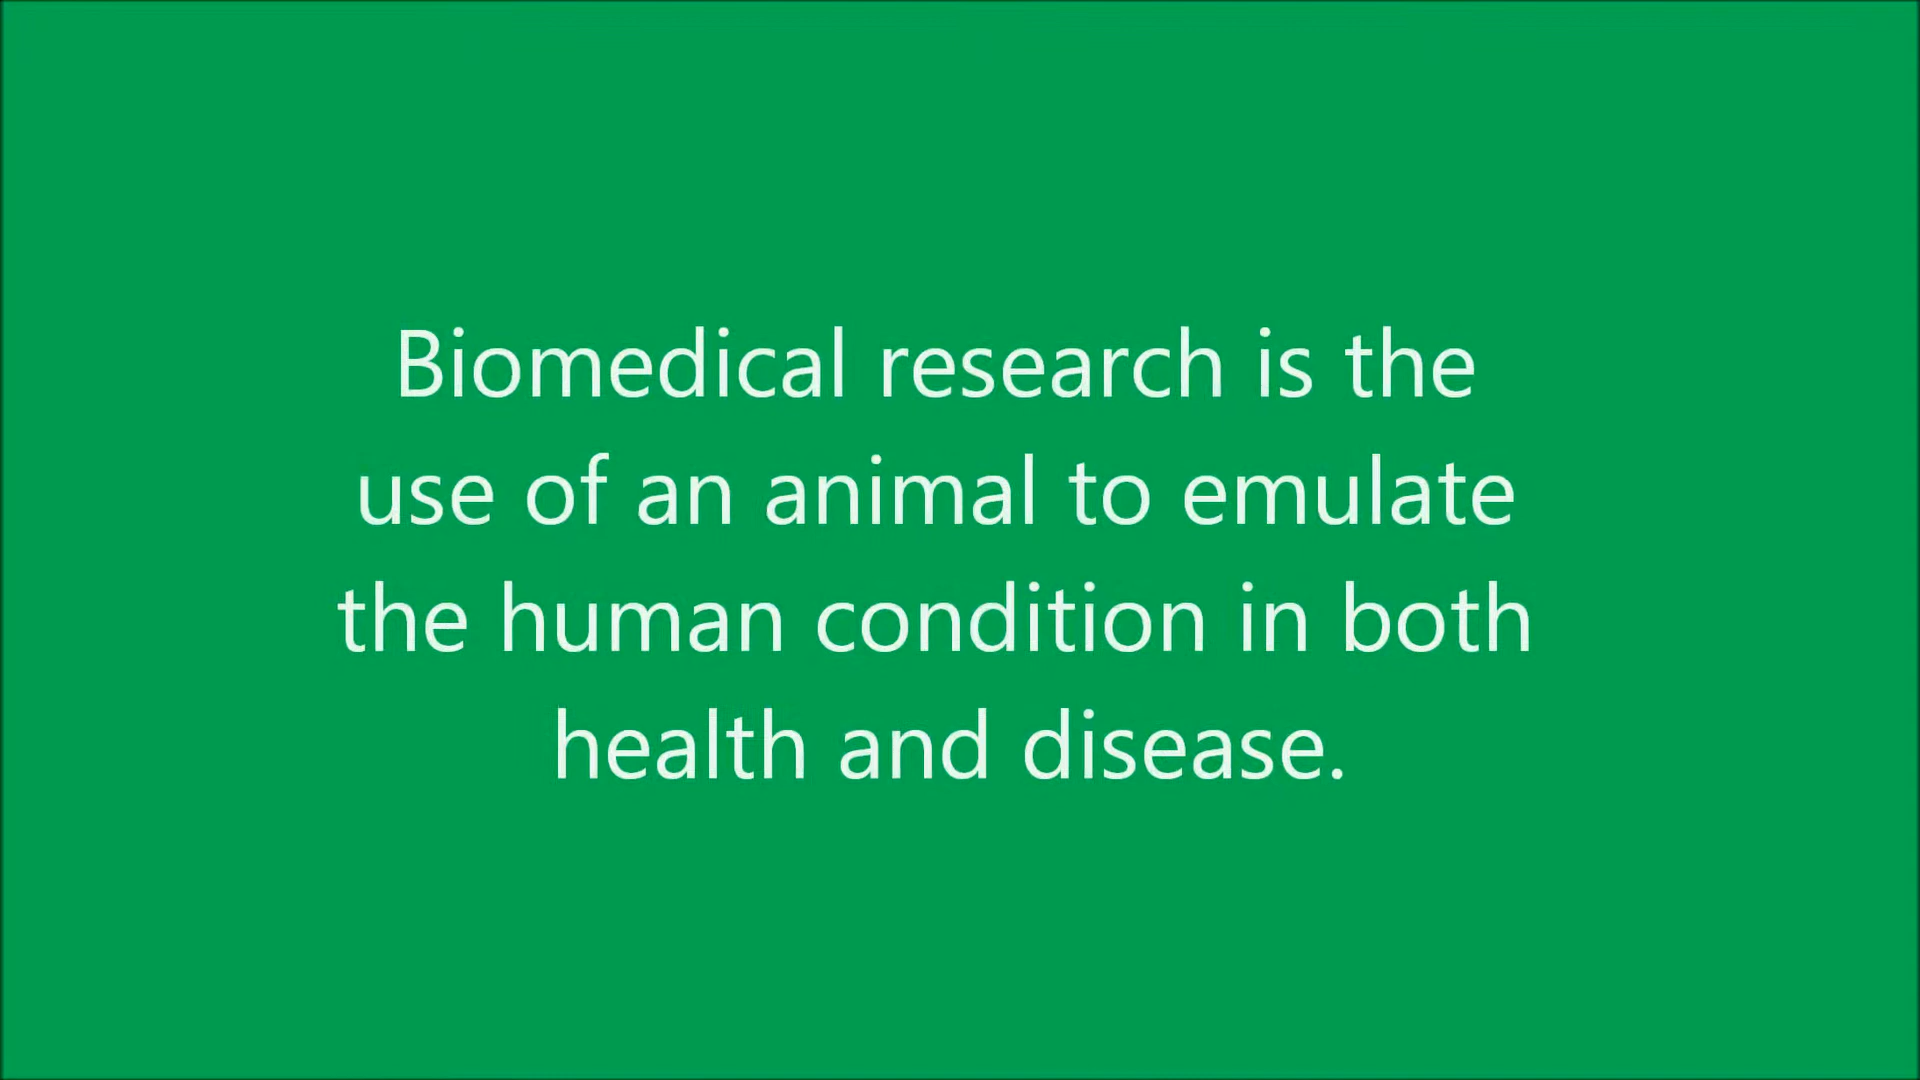 Biomedical research is the
use of an animal to emulate
the human condition in both
health and disease.